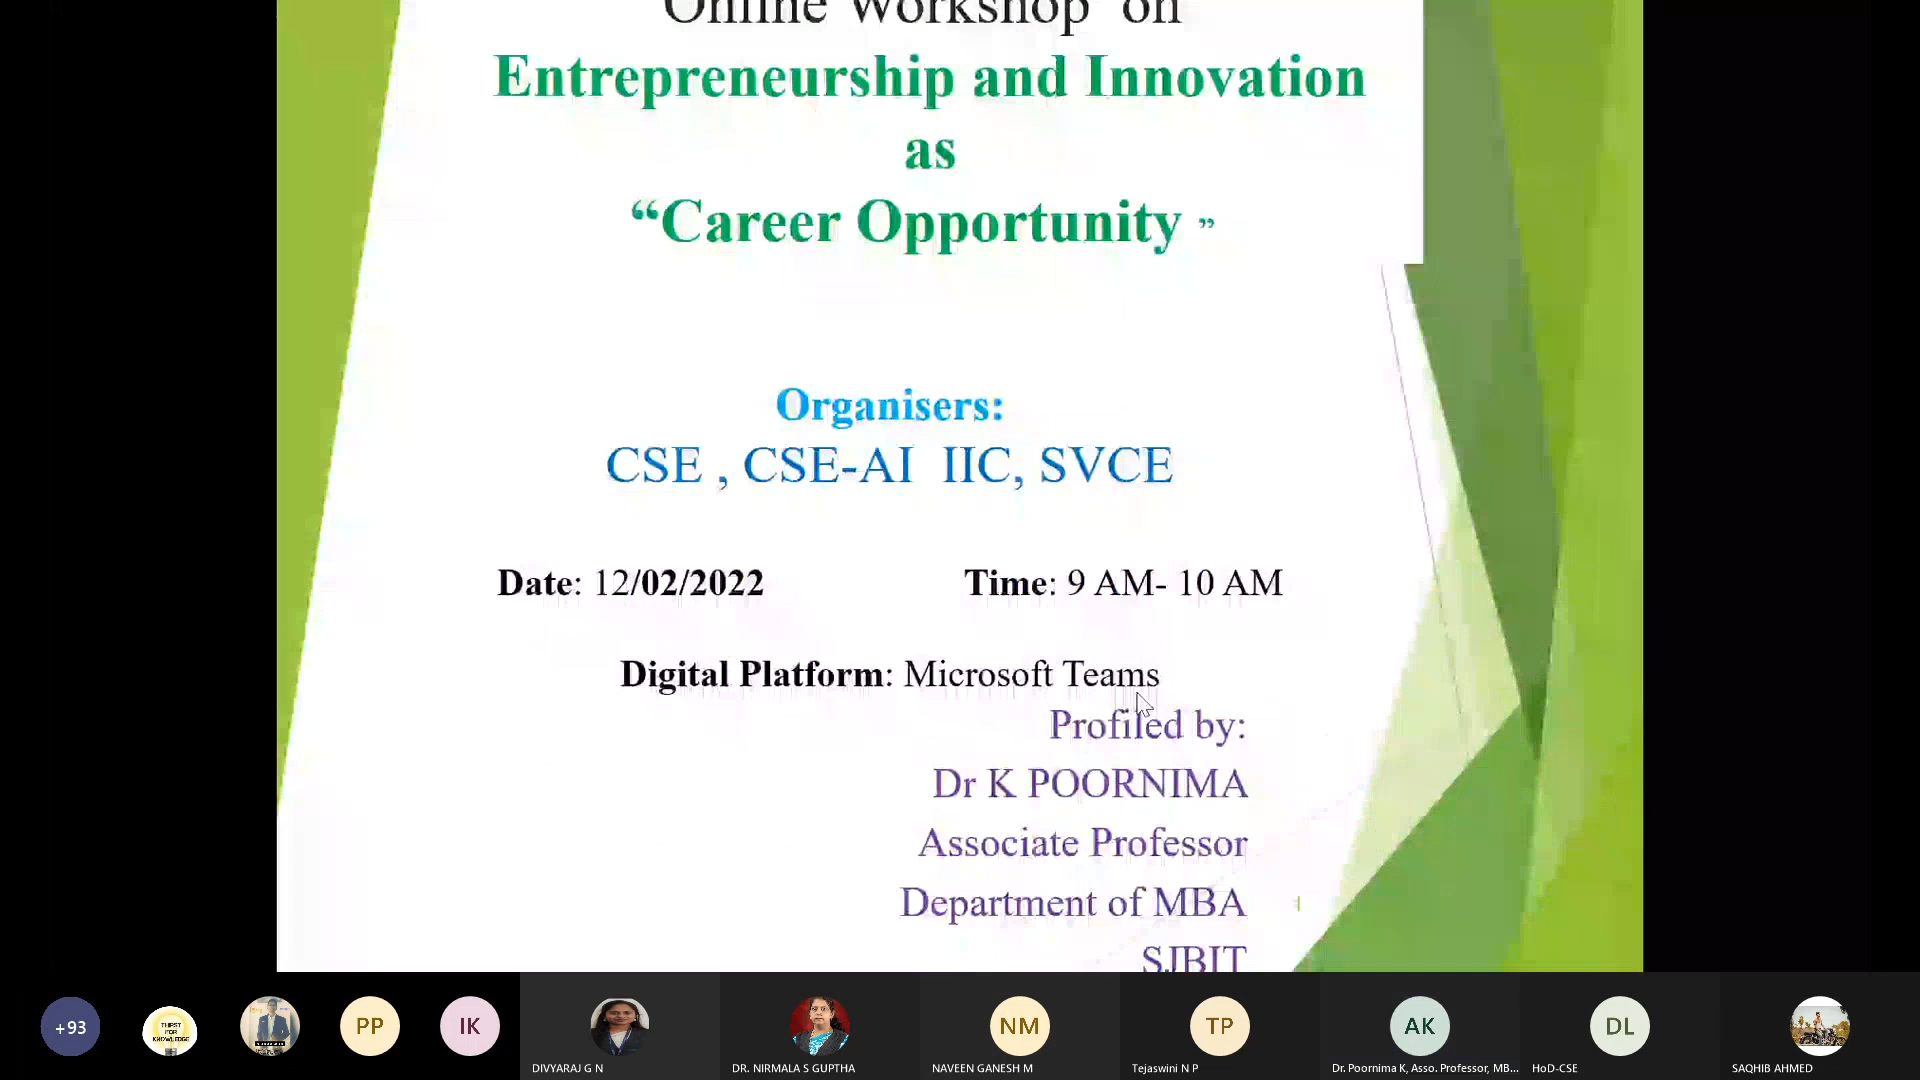 Online Workshop on
Entrepreneurship and Innovation
as
“Career Opportunity ”
Organisers:
CSE , CSE-AI IIC, SVCE
Date: 12/02/2022 Time: 9 AM- 10 AM
Digital Platform: Microsoft Teams
Profiled by:
Dr K POORNIMA
Associate Professor
Department of MBA
SJBIT
+93
THIRST
FOR
KNOWLEDGE
PP
IK
NM
TP
AK
DL
DIVYARAJ G N
DR. NIRMALA S GUPTHA
NAVEEN GANESH M
Tejaswini N P
Dr. Poornima K, Asso. Professor, MB...
HoD-CSE
SAQHIB AHMED